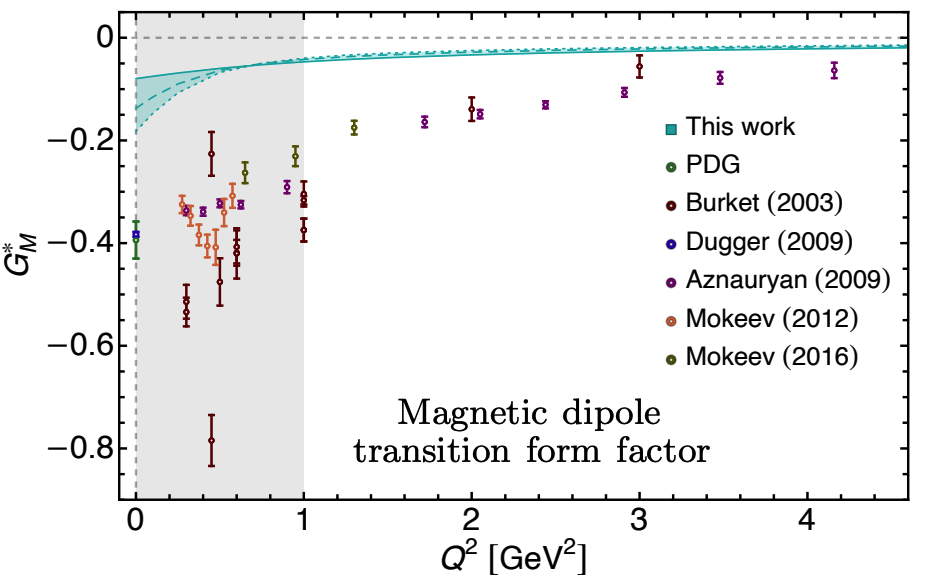 0
−0.2
−0.4
−0.6
−0.8
G*M
This work
PDG
Burket (2003)
Dugger (2009)
Aznauryan (2009)
Mokeev (2012)
Mokeev (2016)
Magnetic dipole
transition form factor
0 1 2 3 4
Q² [GeV²]